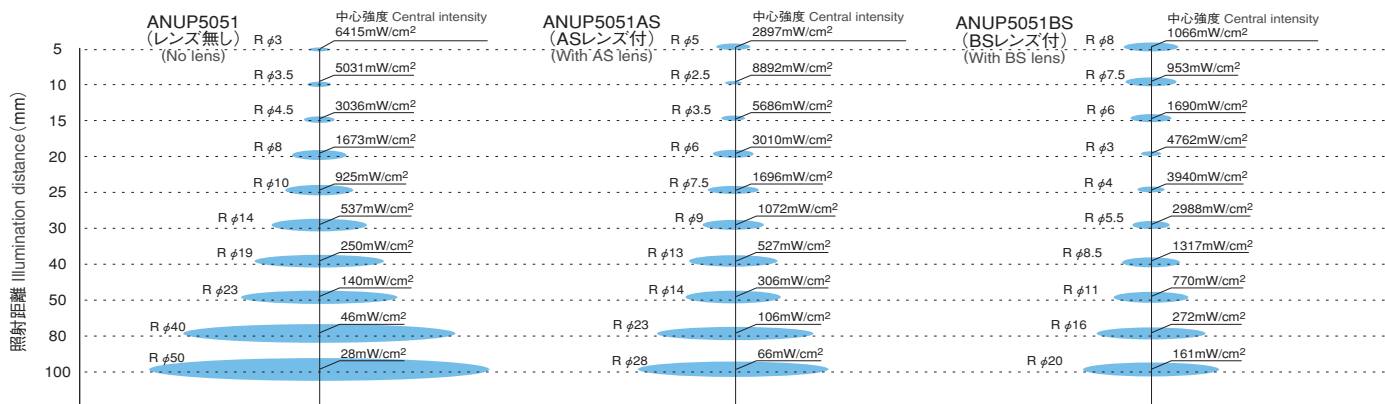 ANUP5051
(レンズ無し)
(No lens)
中心強度 Central intensity
ANUP5051AS
(ASレンズ付)
(With AS lens)
中心強度 Central intensity
ANUP5051BS
(BSレンズ付)
(With BS lens)
中心強度 Central intensity
照射距離 Illumination distance(mm)
5 R φ3 6415mW/cm² R φ5 2897mW/cm² R φ8 1066mW/cm²
10 R φ3.5 5031mW/cm² R φ2.5 8892mW/cm² R φ7.5 953mW/cm²
15 R φ4.5 3036mW/cm² R φ3.5 5686mW/cm² R φ6 1690mW/cm²
20 R φ8 1673mW/cm² R φ6 3010mW/cm² R φ3 4762mW/cm²
25 R φ10 925mW/cm² R φ7.5 1696mW/cm² R φ4 3940mW/cm²
30 R φ14 537mW/cm² R φ9 1072mW/cm² R φ5.5 2988mW/cm²
40 R φ19 250mW/cm² R φ13 527mW/cm² R φ8.5 1317mW/cm²
50 R φ23 140mW/cm² R φ14 306mW/cm² R φ11 770mW/cm²
80 R φ40 46mW/cm² R φ23 106mW/cm² R φ16 272mW/cm²
100 R φ50 28mW/cm² R φ28 66mW/cm² R φ20 161mW/cm²